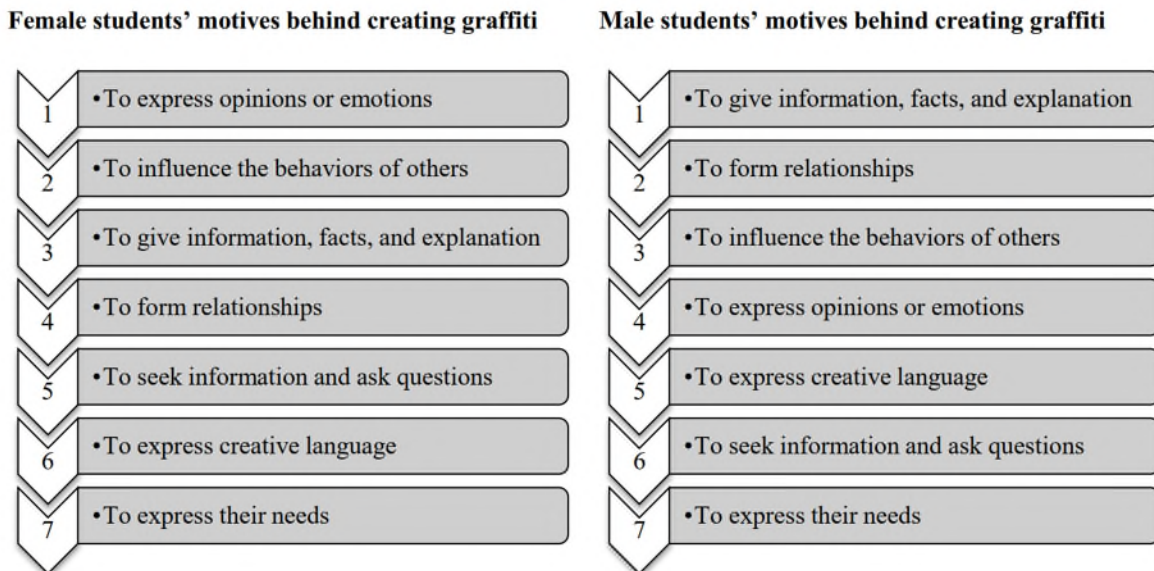 Female students’ motives behind creating graffiti
1
•To express opinions or emotions
2
•To influence the behaviors of others
3
•To give information, facts, and explanation
4
•To form relationships
5
•To seek information and ask questions
6
•To express creative language
7
•To express their needs
Male students’ motives behind creating graffiti
1
•To give information, facts, and explanation
2
•To form relationships
3
•To influence the behaviors of others
4
•To express opinions or emotions
5
•To express creative language
6
•To seek information and ask questions
7
•To express their needs